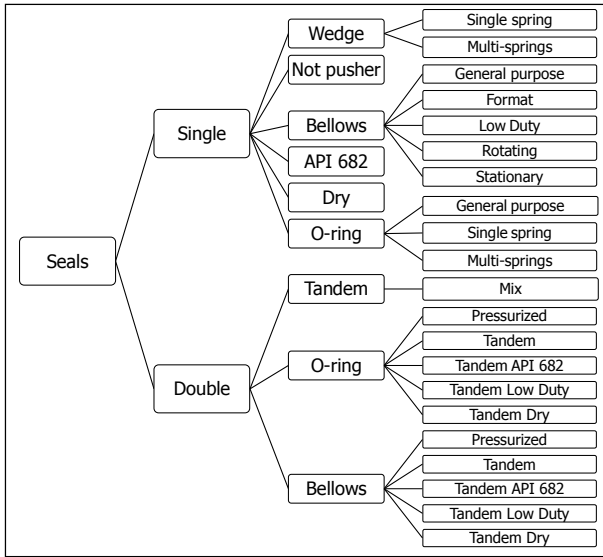 Seals
Single
Wedge
Single spring
Multi-springs
Not pusher
Bellows
General purpose
Format
Low Duty
Rotating
Stationary
API 682
Dry
O-ring
General purpose
Single spring
Multi-springs
Double
Tandem
Mix
O-ring
Pressurized
Tandem
Tandem API 682
Tandem Low Duty
Tandem Dry
Bellows
Pressurized
Tandem
Tandem API 682
Tandem Low Duty
Tandem Dry